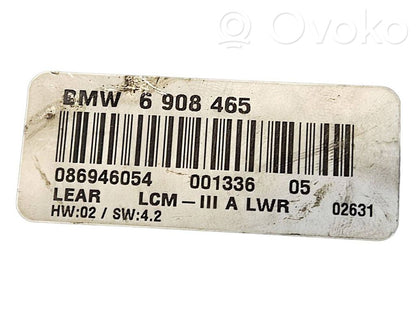 Ovoko
BMW 6 908 465
086946054 001336 05
LEAR LCM-III A LWR 02631
HW:02 / SW:4.2